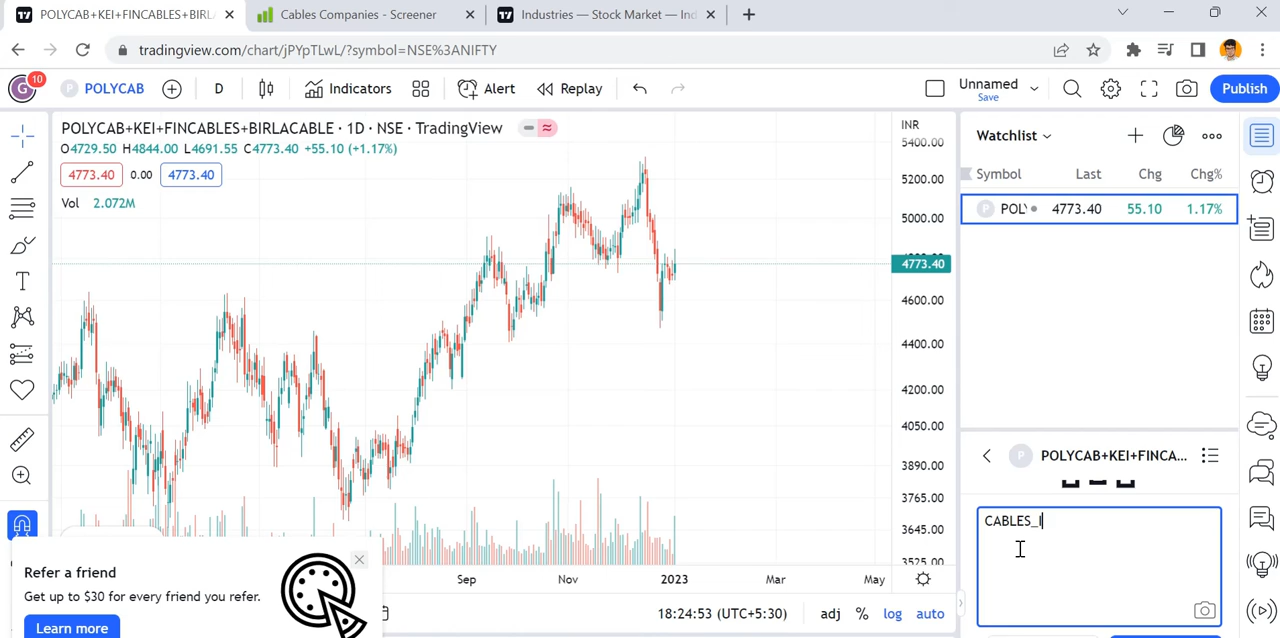 POLYCAB+KEI+FINCABLES+BIRLA
Cables Companies - Screener
Industries — Stock Market — Ind
tradingview.com/chart/jPYpTLwL/?symbol=NSE%3ANIFTY
G 10
P POLYCAB
D
Indicators
Alert
Replay
Unnamed
Save
Publish
POLYCAB+KEI+FINCABLES+BIRLACABLE · 1D · NSE · TradingView
O4729.50 H4844.00 L4691.55 C4773.40 +55.10 (+1.17%)
4773.40 0.00 4773.40
Vol 2.072M
INR
5400.00
5200.00
5000.00
4773.40
4600.00
4400.00
4200.00
4050.00
3890.00
3765.00
3645.00
3525.00
Sep Nov 2023 Mar May
18:24:53 (UTC+5:30) adj % log auto
Refer a friend
Get up to $30 for every friend you refer.
Learn more
Watchlist
Symbol Last Chg Chg%
P POLY 4773.40 55.10 1.17%
P POLYCAB+KEI+FINCA...
CABLES_I